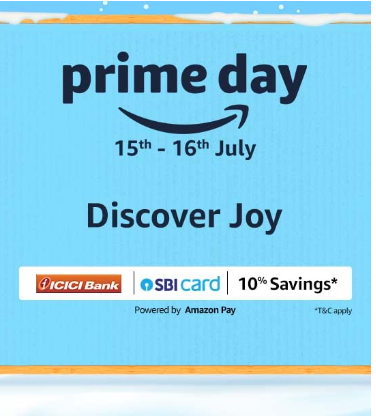 prime day
15th - 16th July
Discover Joy
ICICI Bank SBI card 10% Savings*
Powered by Amazon Pay *T&C apply